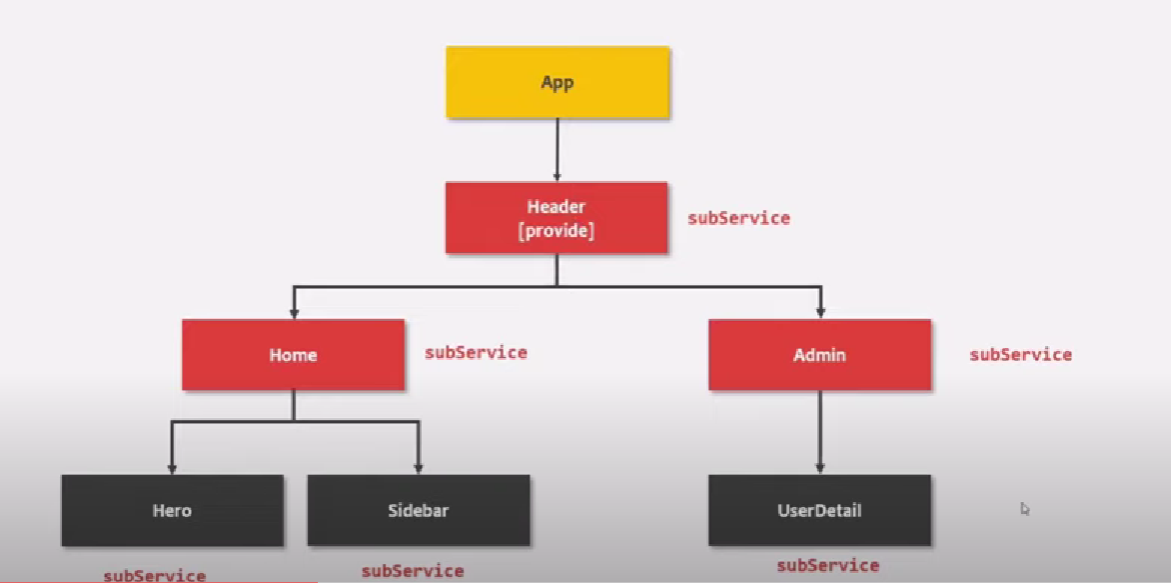 App
Header
[provide]
subService
Home
subService
Admin
subService
Hero
Sidebar
UserDetail
subService
subService
subService